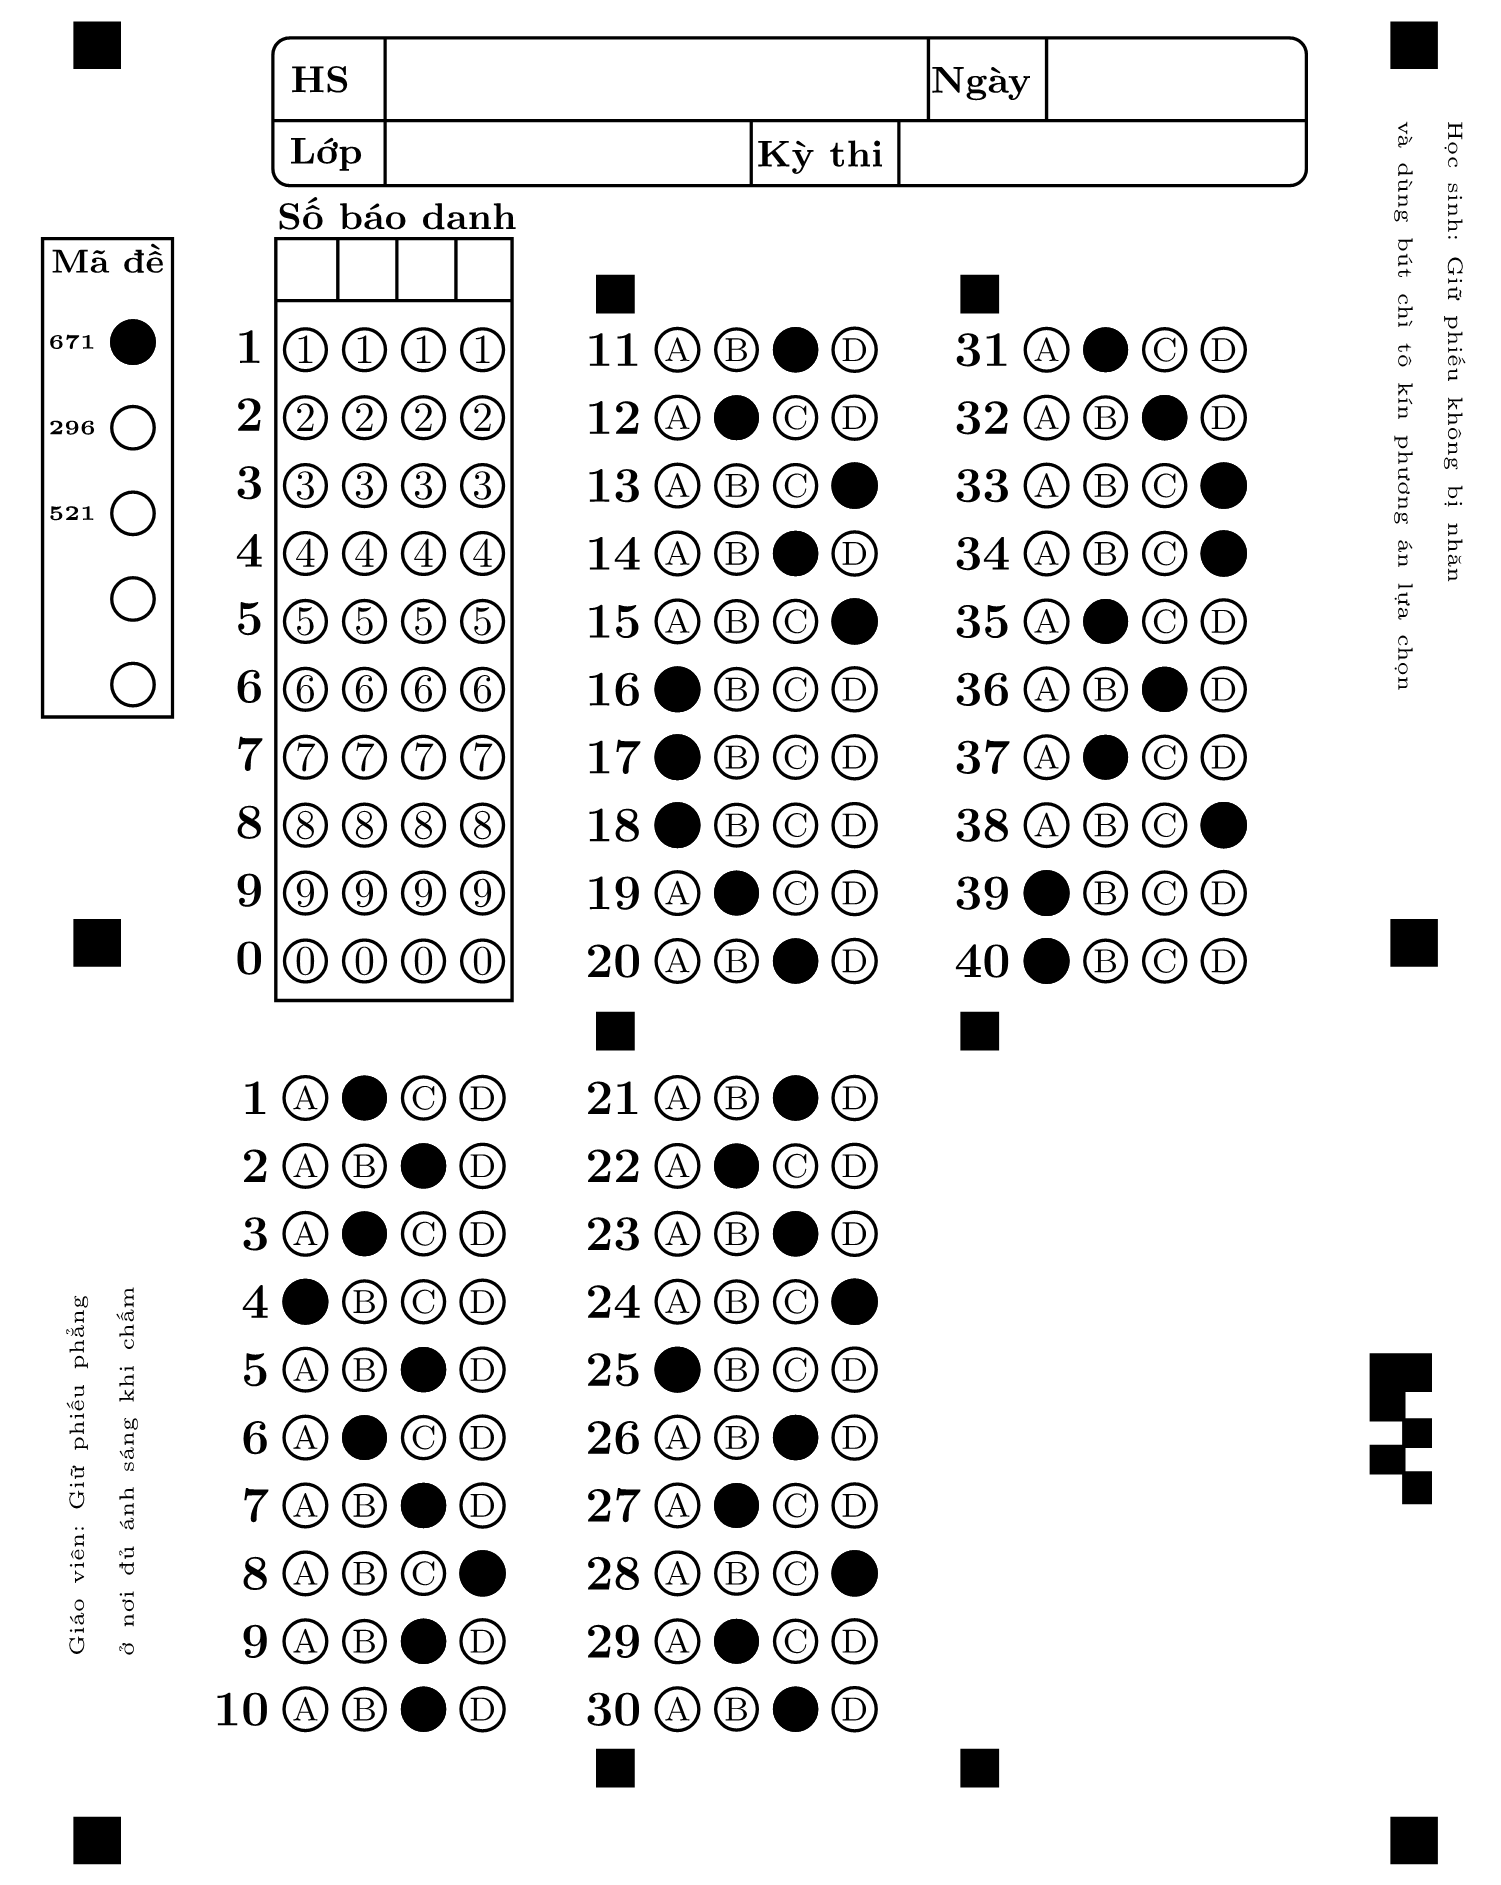 HS Ngày
Lớp Kỳ thi
Học sinh: Giữ phiếu không bị nhăn
và dùng bút chì tô kín phương án lựa chọn
Số báo danh
Mã đề
671
296
521
1 1 1 1 1
2 2 2 2 2
3 3 3 3 3
4 4 4 4 4
5 5 5 5 5
6 6 6 6 6
7 7 7 7 7
8 8 8 8 8
9 9 9 9 9
0 0 0 0 0
11 A B D
12 A C D
13 A B C
14 A B D
15 A B C
16 B C D
17 B C D
18 B C D
19 A C D
20 A B D
31 A C D
32 A B D
33 A B C
34 A B C
35 A C D
36 A B D
37 A C D
38 A B C
39 B C D
40 B C D
1 A C D
2 A B D
3 A C D
4 B C D
5 A B D
6 A C D
7 A B D
8 A B C
9 A B D
10 A B D
21 A B D
22 A C D
23 A B D
24 A B C
25 B C D
26 A B D
27 A C D
28 A B C
29 A C D
30 A B D
Giáo viên: Giữ phiếu phẳng
ở nơi đủ ánh sáng khi chấm